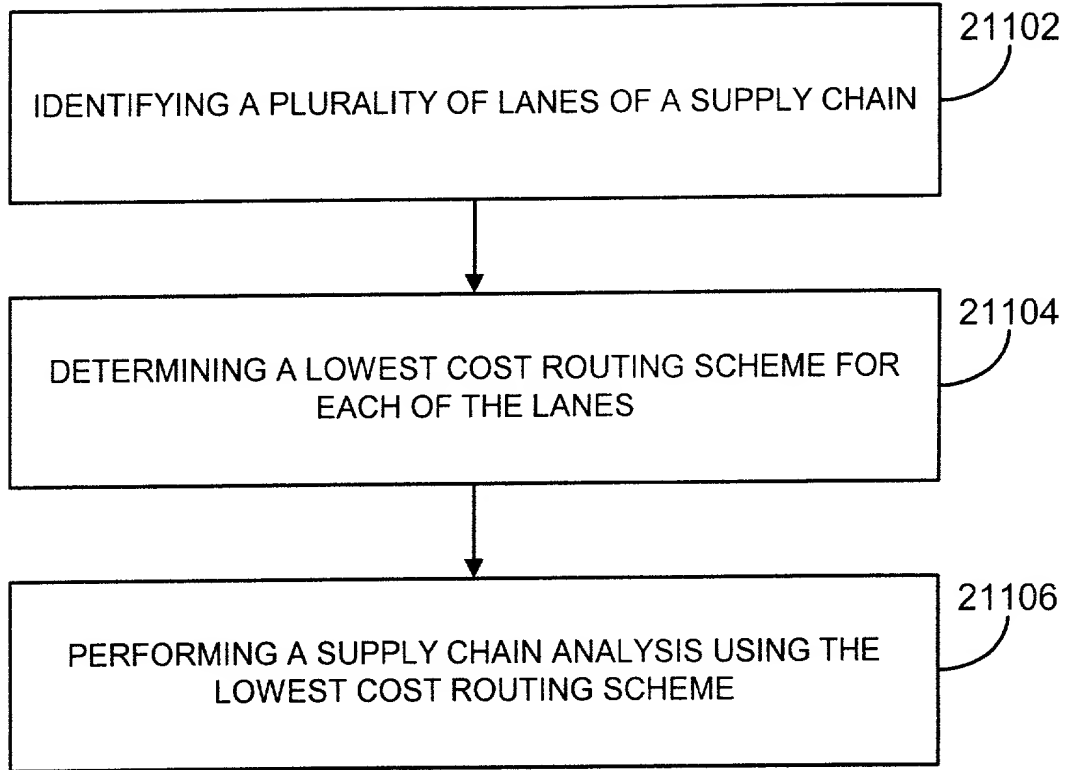 21102
IDENTIFYING A PLURALITY OF LANES OF A SUPPLY CHAIN
21104
DETERMINING A LOWEST COST ROUTING SCHEME FOR
EACH OF THE LANES
21106
PERFORMING A SUPPLY CHAIN ANALYSIS USING THE
LOWEST COST ROUTING SCHEME